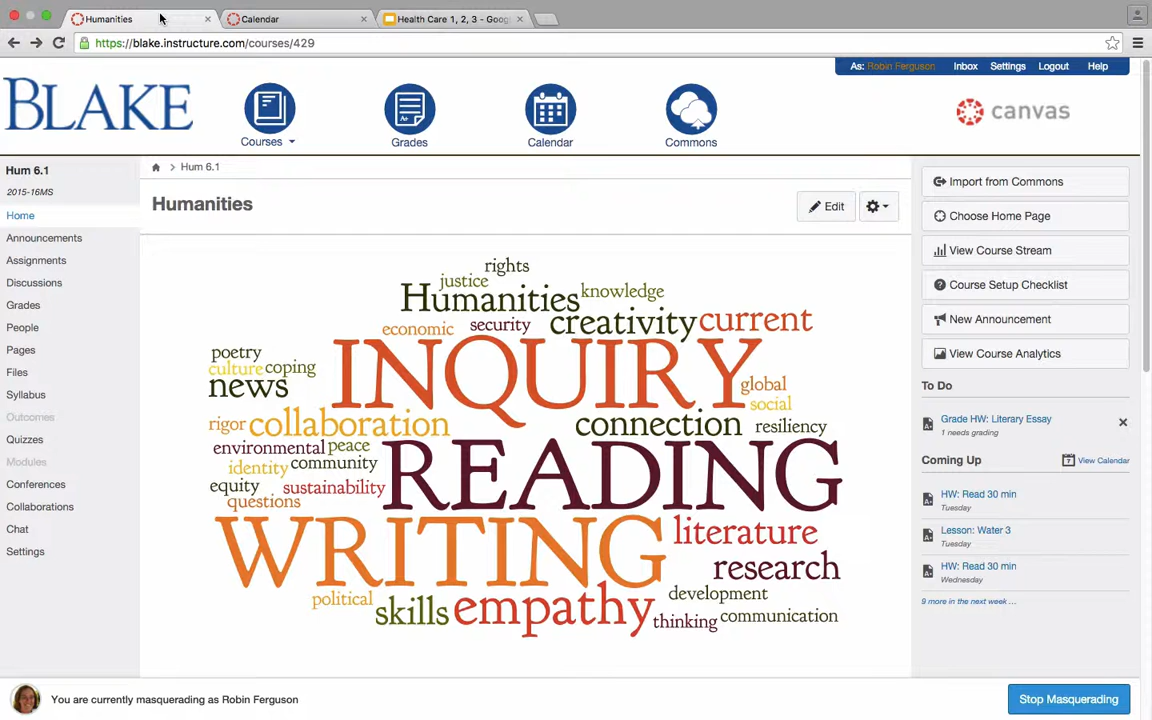 Humanities
Calendar
Health Care 1, 2, 3 - Goog
https://blake.instructure.com/courses/429
As: Robin Ferguson Inbox Settings Logout Help
BLAKE
Courses
Grades
Calendar
Commons
canvas
Hum 6.1
2015-16MS
Home
Announcements
Assignments
Discussions
Grades
People
Pages
Files
Syllabus
Outcomes
Quizzes
Modules
Conferences
Collaborations
Chat
Settings
> Hum 6.1
Humanities
Edit
rights
justice
Humanities knowledge
economic security creativity current
poetry
culture coping
news
INQUIRY
global
social
rigor collaboration connection resiliency
environmental peace
identity community
READING
equity sustainability
questions
WRITING literature
research
development
political skills empathy thinking communication
Import from Commons
Choose Home Page
View Course Stream
Course Setup Checklist
New Announcement
View Course Analytics
To Do
Grade HW: Literary Essay
1 needs grading
Coming Up
7 View Calendar
HW: Read 30 min
Tuesday
Lesson: Water 3
Tuesday
HW: Read 30 min
Wednesday
9 more in the next week ...
You are currently masquerading as Robin Ferguson
Stop Masquerading